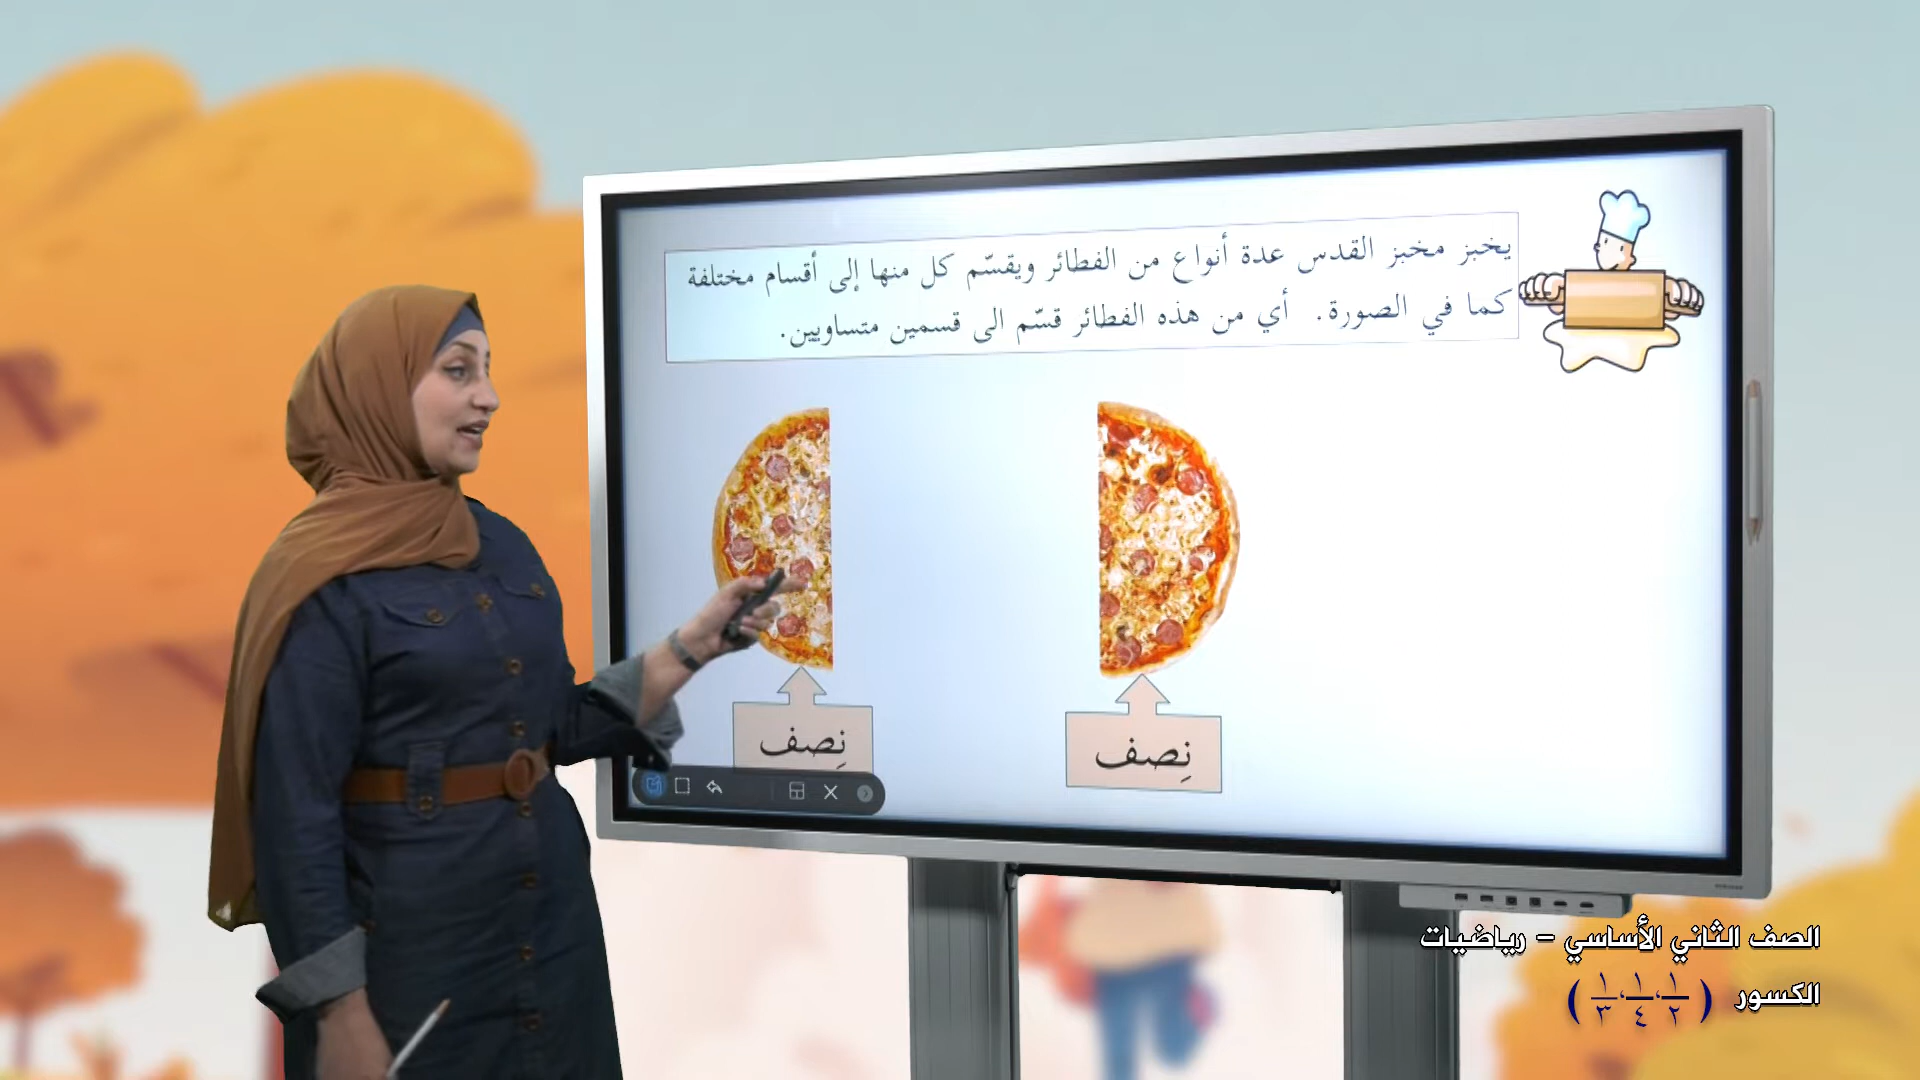 يخبز مخبز القدس عدة أنواع من الفطائر ويقسّم كل منها إلى أقسام مختلفة
كما في الصورة. أي من هذه الفطائر قسّم الى قسمين متساويين.
نِصف
نِصف
الصف الثاني الأساسي - رياضيات
الكسور ( ١/٢ ، ١/٤ ، ١/٣ )